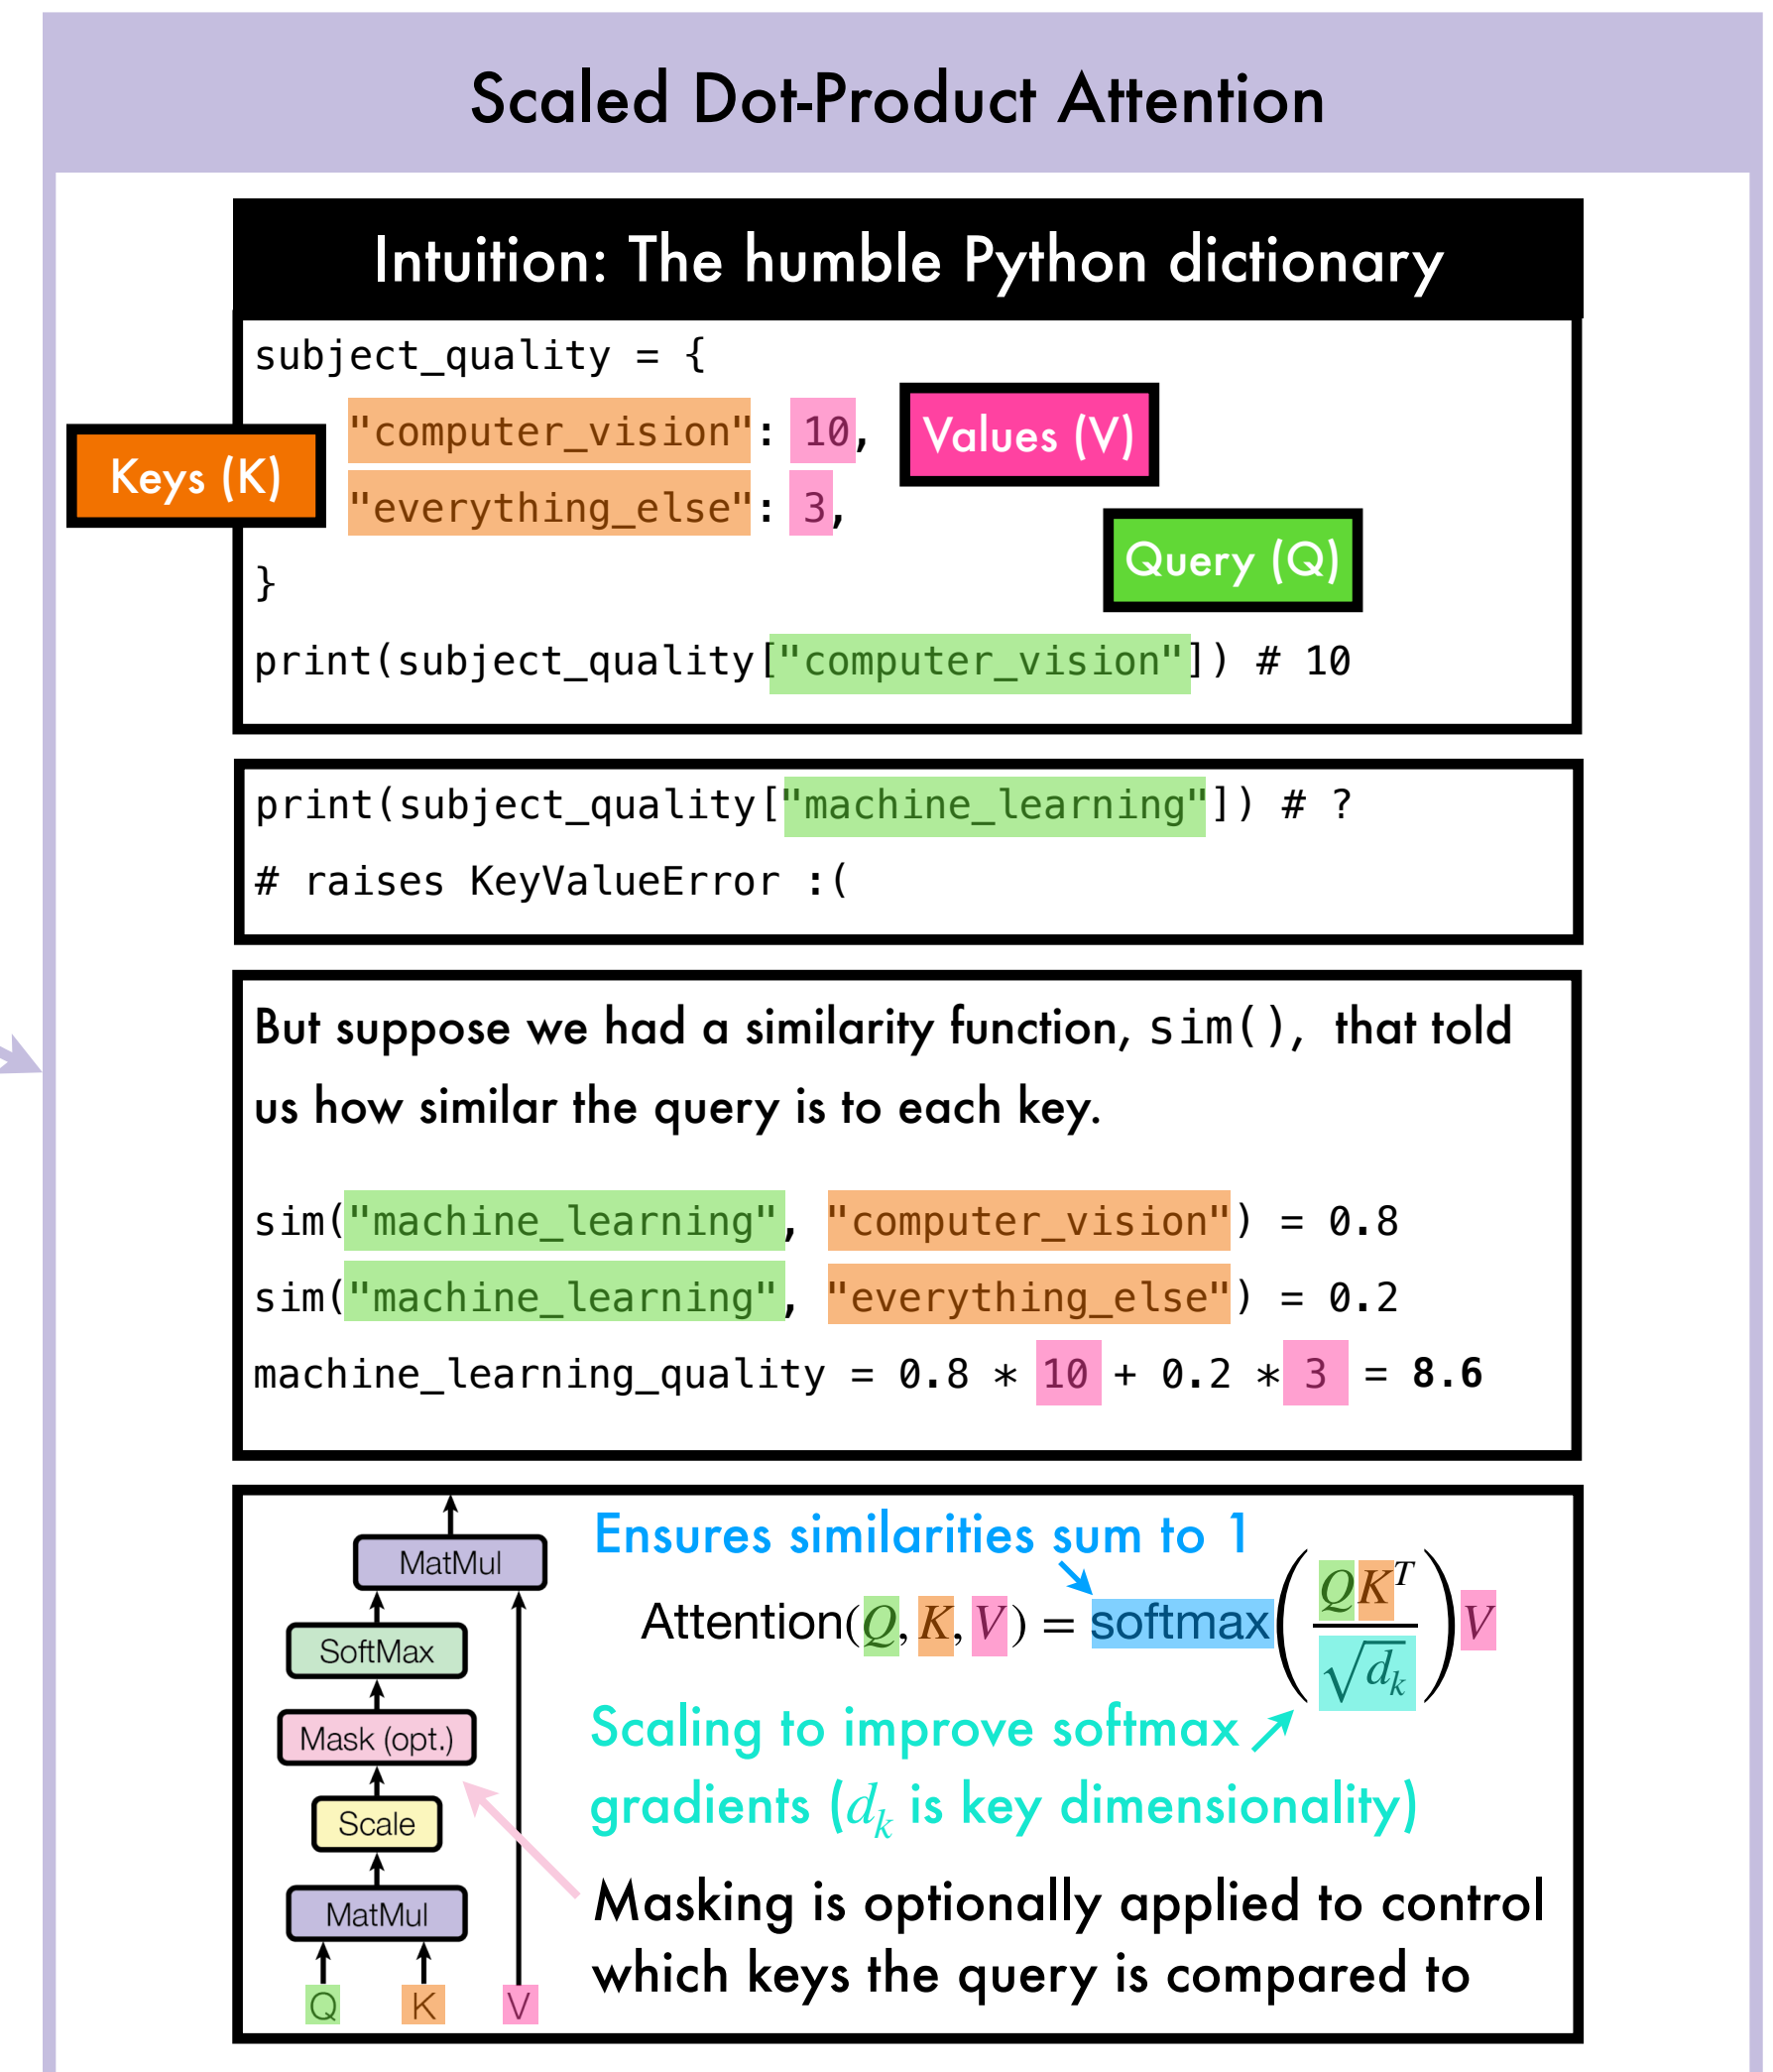 Scaled Dot-Product Attention
Intuition: The humble Python dictionary
subject_quality = {
"computer_vision": 10,
Values (V)
Keys (K)
"everything_else": 3,
Query (Q)
}
print(subject_quality["computer_vision"]) # 10
print(subject_quality["machine_learning"]) # ?
# raises KeyValueError :(
But suppose we had a similarity function, sim(), that told
us how similar the query is to each key.
sim("machine_learning", "computer_vision") = 0.8
sim("machine_learning", "everything_else") = 0.2
machine_learning_quality = 0.8 * 10 + 0.2 * 3 = 8.6
Ensures similarities sum to 1
Attention(Q, K, V) = softmax(QK^T / √d_k)V
Scaling to improve softmax
gradients (d_k is key dimensionality)
Masking is optionally applied to control
which keys the query is compared to
MatMul
SoftMax
Mask (opt.)
Scale
MatMul
Q K V